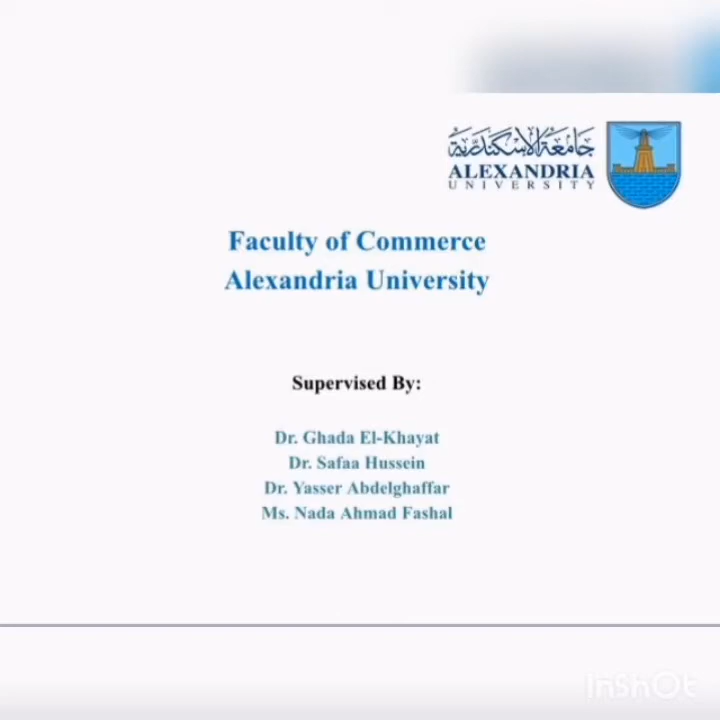 جامعة الإسكندرية
ALEXANDRIA
UNIVERSITY
Faculty of Commerce
Alexandria University
Supervised By:
Dr. Ghada El-Khayat
Dr. Safaa Hussein
Dr. Yasser Abdelghaffar
Ms. Nada Ahmad Fashal
InShOt